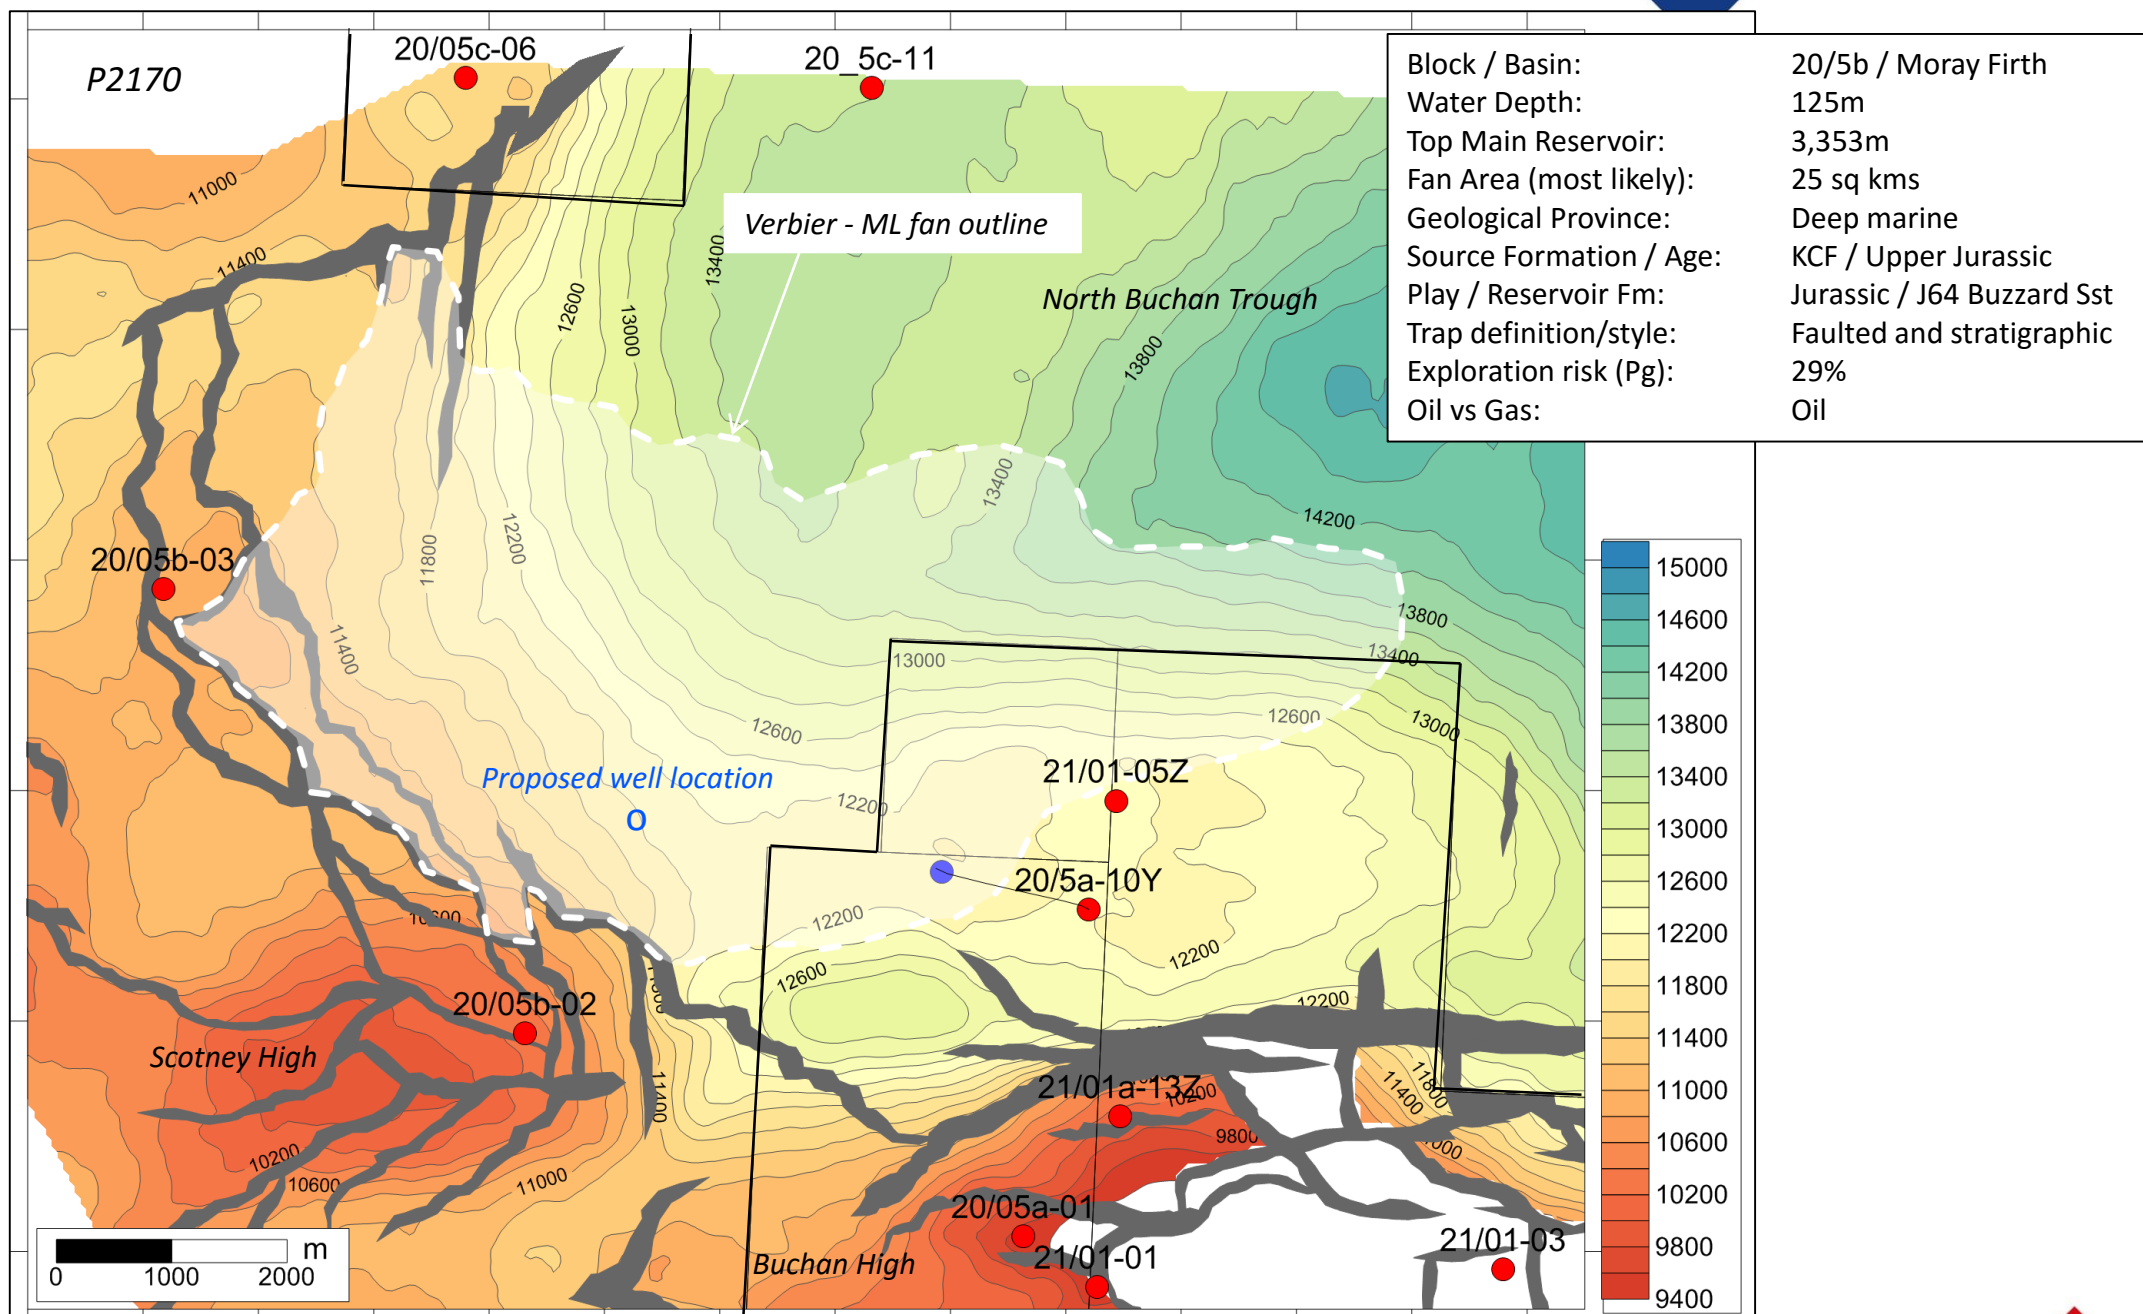 P2170
20/05c-06
20_5c-11
Block / Basin: 20/5b / Moray Firth
Water Depth: 125m
Top Main Reservoir: 3,353m
Fan Area (most likely): 25 sq kms
Geological Province: Deep marine
Source Formation / Age: KCF / Upper Jurassic
Play / Reservoir Fm: Jurassic / J64 Buzzard Sst
Trap definition/style: Faulted and stratigraphic
Exploration risk (Pg): 29%
Oil vs Gas: Oil
11000
Verbier - ML fan outline
11400
13400
North Buchan Trough
12600
13000
13800
13400
14200
12200
11800
20/05b-03
13800
11400
13400
13000
12600
12600
13000
Proposed well location
O
12200
21/01-05Z
20/5a-10Y
10600
12200
12200
12600
12200
20/05b-02
Scotney High
11400
21/01a-13Z
10200
11800
11400
9800
10200
10600
11000
20/05a-01
21/01-01
21/01-03
Buchan High
m
0 1000 2000
15000
14600
14200
13800
13400
13000
12600
12200
11800
11400
11000
10600
10200
9800
9400